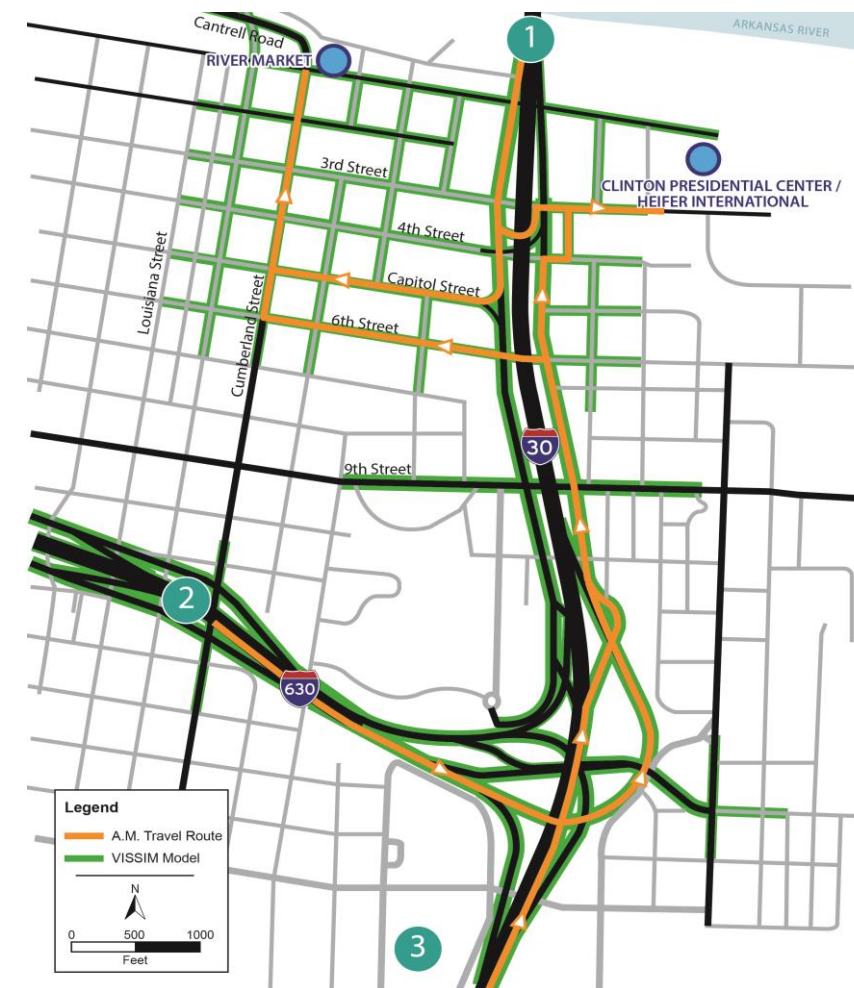 Cantrell Road
1
ARKANSAS RIVER
RIVER MARKET
3rd Street
CLINTON PRESIDENTIAL CENTER /
HEIFER INTERNATIONAL
4th Street
Louisiana Street
Capitol Street
Cumberland Street
6th Street
30
9th Street
2
630
Legend
A.M. Travel Route
VISSIM Model
N
0 500 1000
Feet
3